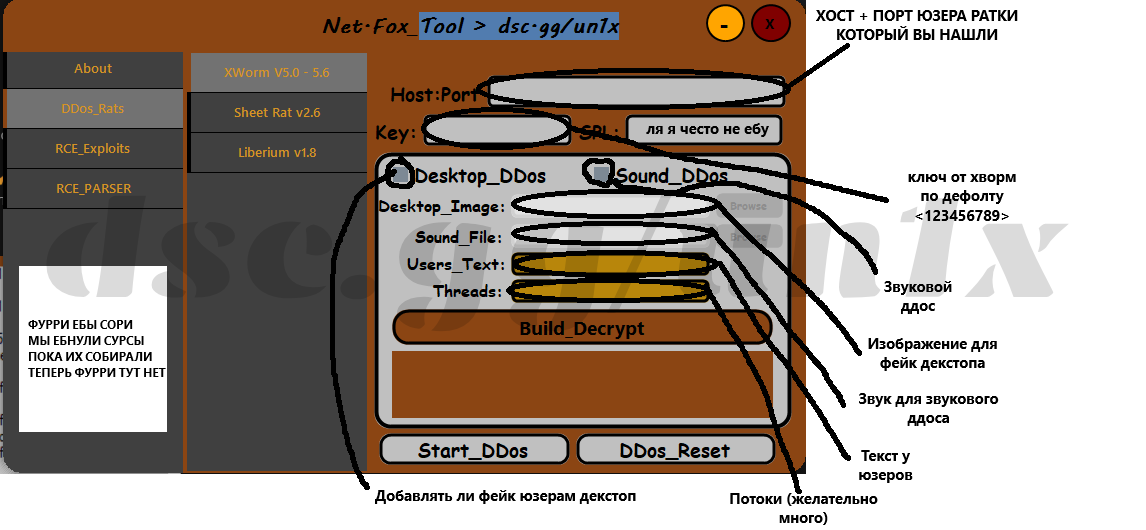 Net·Fox_Tool > dsc·gg/un1x
-
X
ХОСТ + ПОРТ ЮЗЕРА РАТКИ
КОТОРЫЙ ВЫ НАШЛИ
About
DDos_Rats
RCE_Exploits
RCE_PARSER
XWorm V5.0 - 5.6
Sheet Rat v2.6
Liberium v1.8
Host:Port
Key:
SPL:
ля я често не ебу
Desktop_DDos
Sound_DDos
Desktop_Image:
Browse
Sound_File:
Browse
Users_Text:
Threads:
Build_Decrypt
Start_DDos
DDos_Reset
dsc.gg/un1x
ФУРРИ ЕБЫ СОРИ
МЫ ЕБНУЛИ СУРСЫ
ПОКА ИХ СОБИРАЛИ
ТЕПЕРЬ ФУРРИ ТУТ НЕТ
ключ от хворм
по дефолту
<123456789>
Звуковой
ддос
Изображение для
фейк декстопа
Звук для звукового
ддоса
Текст у
юзеров
Потоки (желательно
много)
Добавлять ли фейк юзерам декстоп